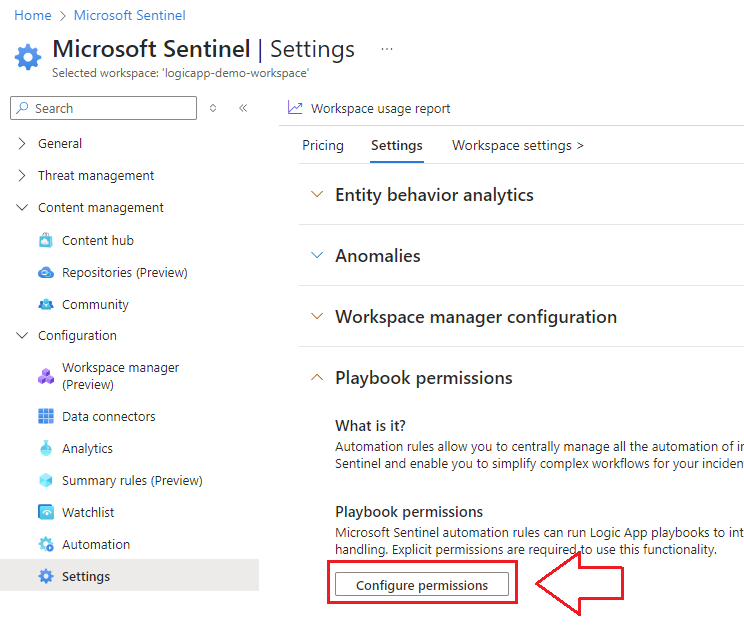 Home > Microsoft Sentinel
Microsoft Sentinel | Settings ...
Selected workspace: 'logicapp-demo-workspace'
Search
General
Threat management
Content management
Content hub
Repositories (Preview)
Community
Configuration
Workspace manager
(Preview)
Data connectors
Analytics
Summary rules (Preview)
Watchlist
Automation
Settings
Workspace usage report
Pricing Settings Workspace settings >
Entity behavior analytics
Anomalies
Workspace manager configuration
Playbook permissions
What is it?
Automation rules allow you to centrally manage all the automation of
Sentinel and enable you to simplify complex workflows for your
Playbook permissions
Microsoft Sentinel automation rules can run Logic App playbooks to
handling. Explicit permissions are required to use this functionality.
Configure permissions